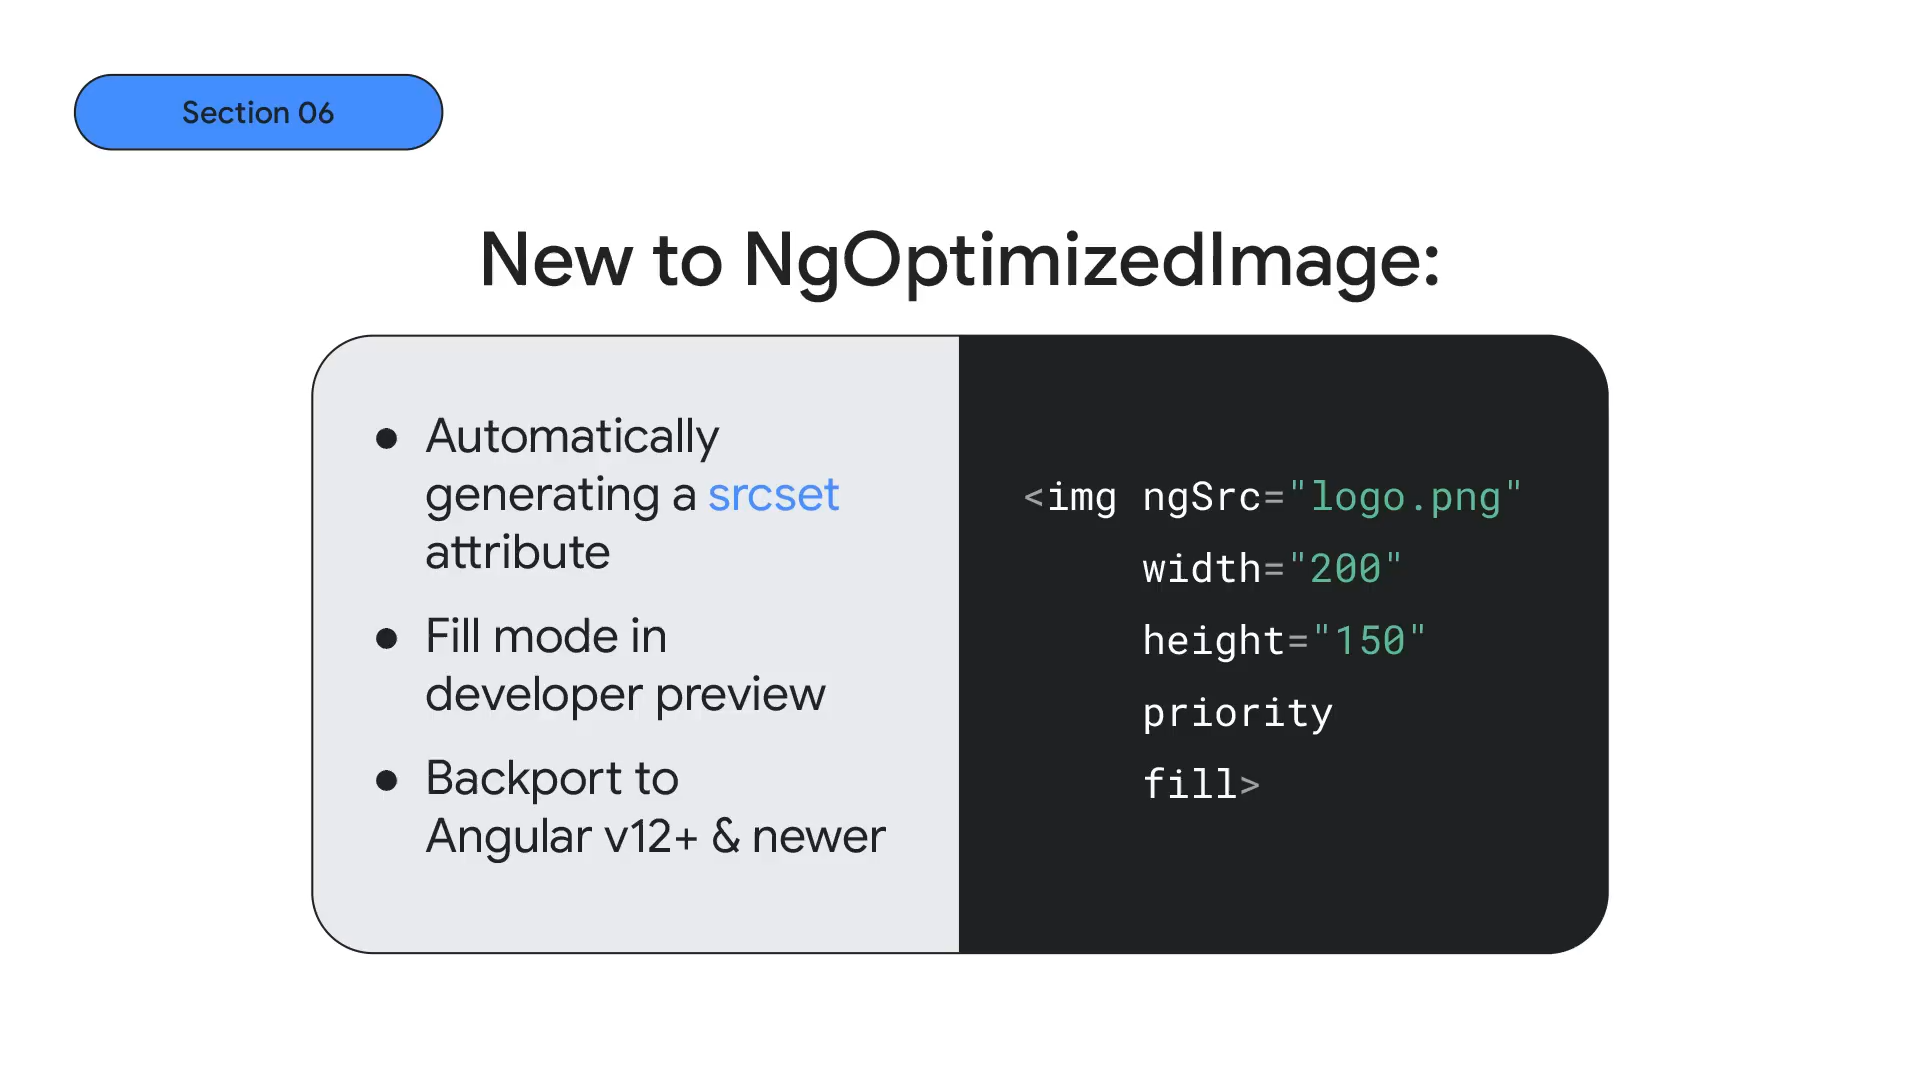 Section 06
New to NgOptimizedImage:
● Automatically
generating a srcset
attribute
● Fill mode in
developer preview
● Backport to
Angular v12+ & newer
<img ngSrc="logo.png"
width="200"
height="150"
priority
fill>